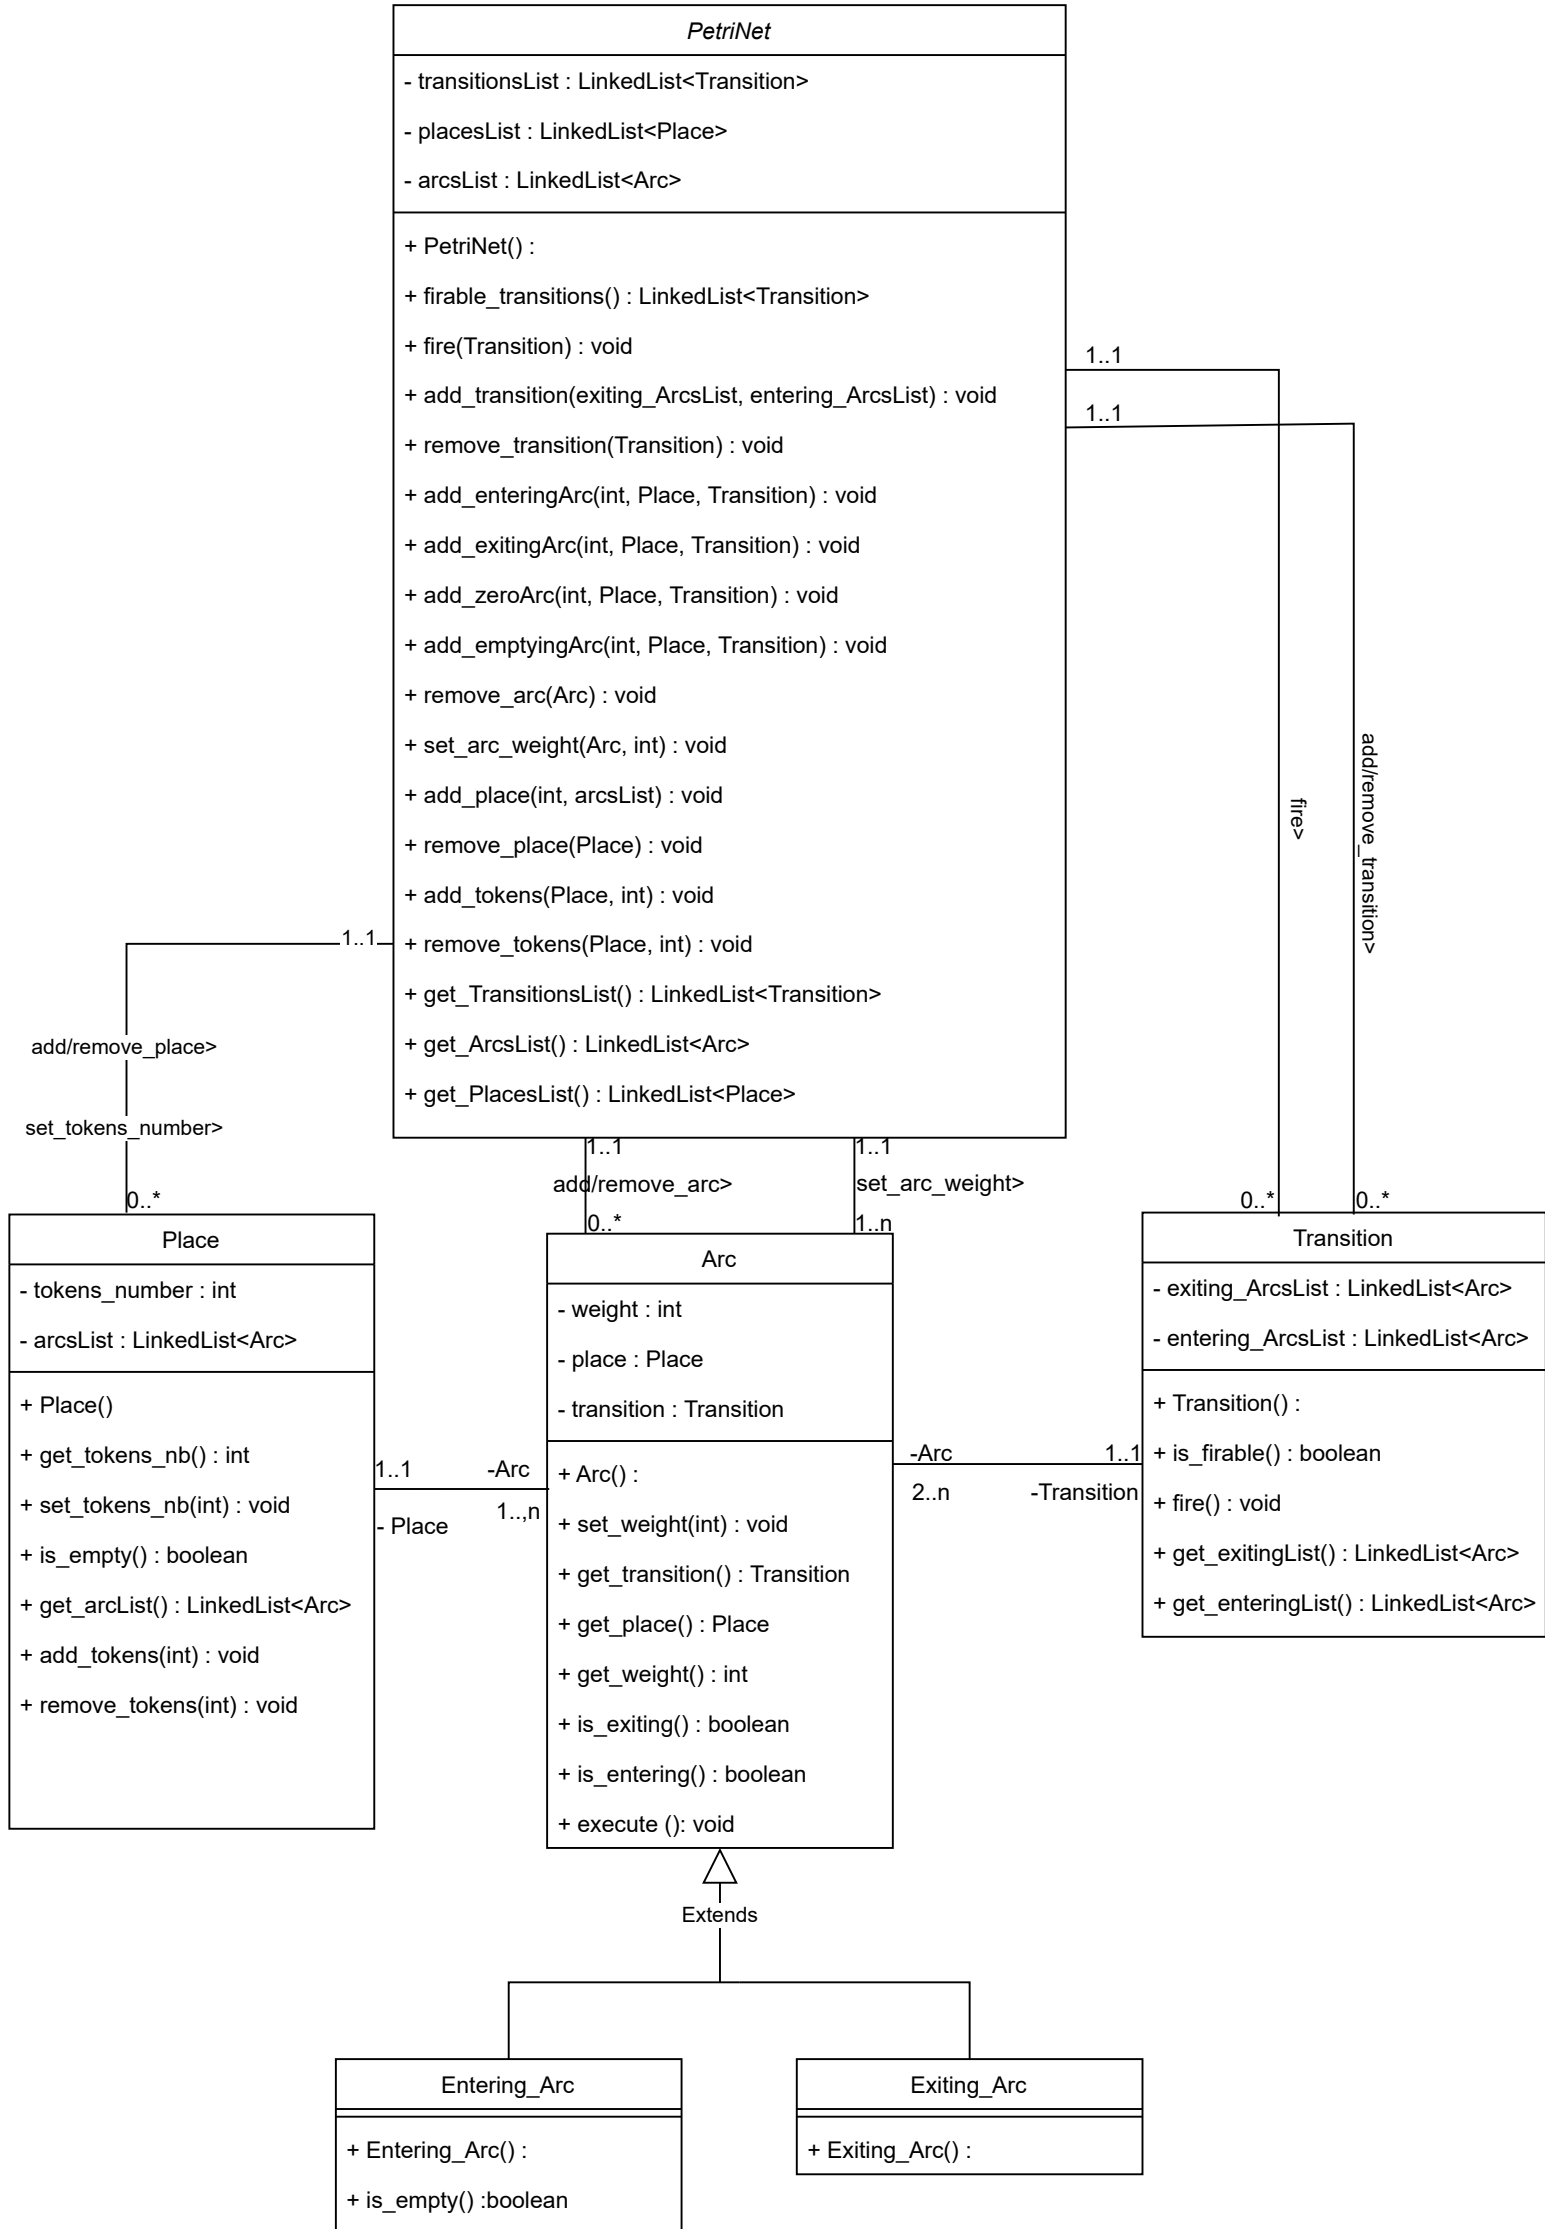 PetriNet
- transitionsList : LinkedList<Transition>
- placesList : LinkedList<Place>
- arcsList : LinkedList<Arc>
+ PetriNet() :
+ firable_transitions() : LinkedList<Transition>
+ fire(Transition) : void
+ add_transition(exiting_ArcsList, entering_ArcsList) : void
+ remove_transition(Transition) : void
+ add_enteringArc(int, Place, Transition) : void
+ add_exitingArc(int, Place, Transition) : void
+ add_zeroArc(int, Place, Transition) : void
+ add_emptyingArc(int, Place, Transition) : void
+ remove_arc(Arc) : void
+ set_arc_weight(Arc, int) : void
+ add_place(int, arcsList) : void
+ remove_place(Place) : void
+ add_tokens(Place, int) : void
+ remove_tokens(Place, int) : void
+ get_TransitionsList() : LinkedList<Transition>
+ get_ArcsList() : LinkedList<Arc>
+ get_PlacesList() : LinkedList<Place>
1..1
1..1
fire>
add/remove_transition>
0..*
0..*
1..1
add/remove_place>
set_tokens_number>
0..*
1..1
add/remove_arc>
0..*
1..1
set_arc_weight>
1..n
Place
- tokens_number : int
- arcsList : LinkedList<Arc>
+ Place()
+ get_tokens_nb() : int
+ set_tokens_nb(int) : void
+ is_empty() : boolean
+ get_arcList() : LinkedList<Arc>
+ add_tokens(int) : void
+ remove_tokens(int) : void
1..1
- Place
-Arc
1..,n
Arc
- weight : int
- place : Place
- transition : Transition
+ Arc() :
+ set_weight(int) : void
+ get_transition() : Transition
+ get_place() : Place
+ get_weight() : int
+ is_exiting() : boolean
+ is_entering() : boolean
+ execute (): void
-Arc
2..n
1..1
-Transition
Transition
- exiting_ArcsList : LinkedList<Arc>
- entering_ArcsList : LinkedList<Arc>
+ Transition() :
+ is_firable() : boolean
+ fire() : void
+ get_exitingList() : LinkedList<Arc>
+ get_enteringList() : LinkedList<Arc>
Extends
Entering_Arc
+ Entering_Arc() :
+ is_empty() :boolean
Exiting_Arc
+ Exiting_Arc() :